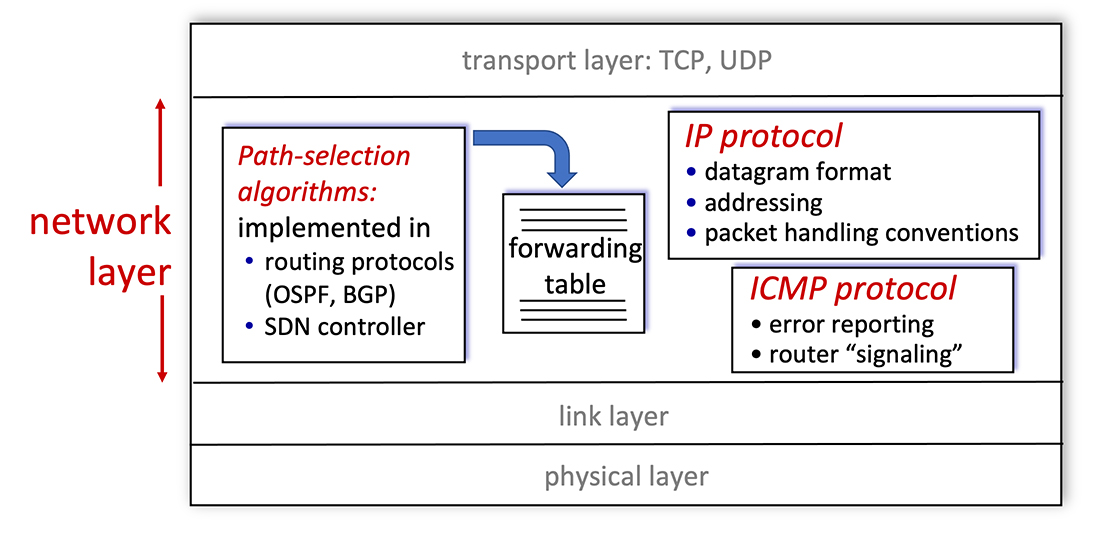 transport layer: TCP, UDP
network
layer
Path-selection
algorithms:
implemented in
• routing protocols
(OSPF, BGP)
• SDN controller
forwarding
table
IP protocol
• datagram format
• addressing
• packet handling conventions
ICMP protocol
• error reporting
• router “signaling”
link layer
physical layer